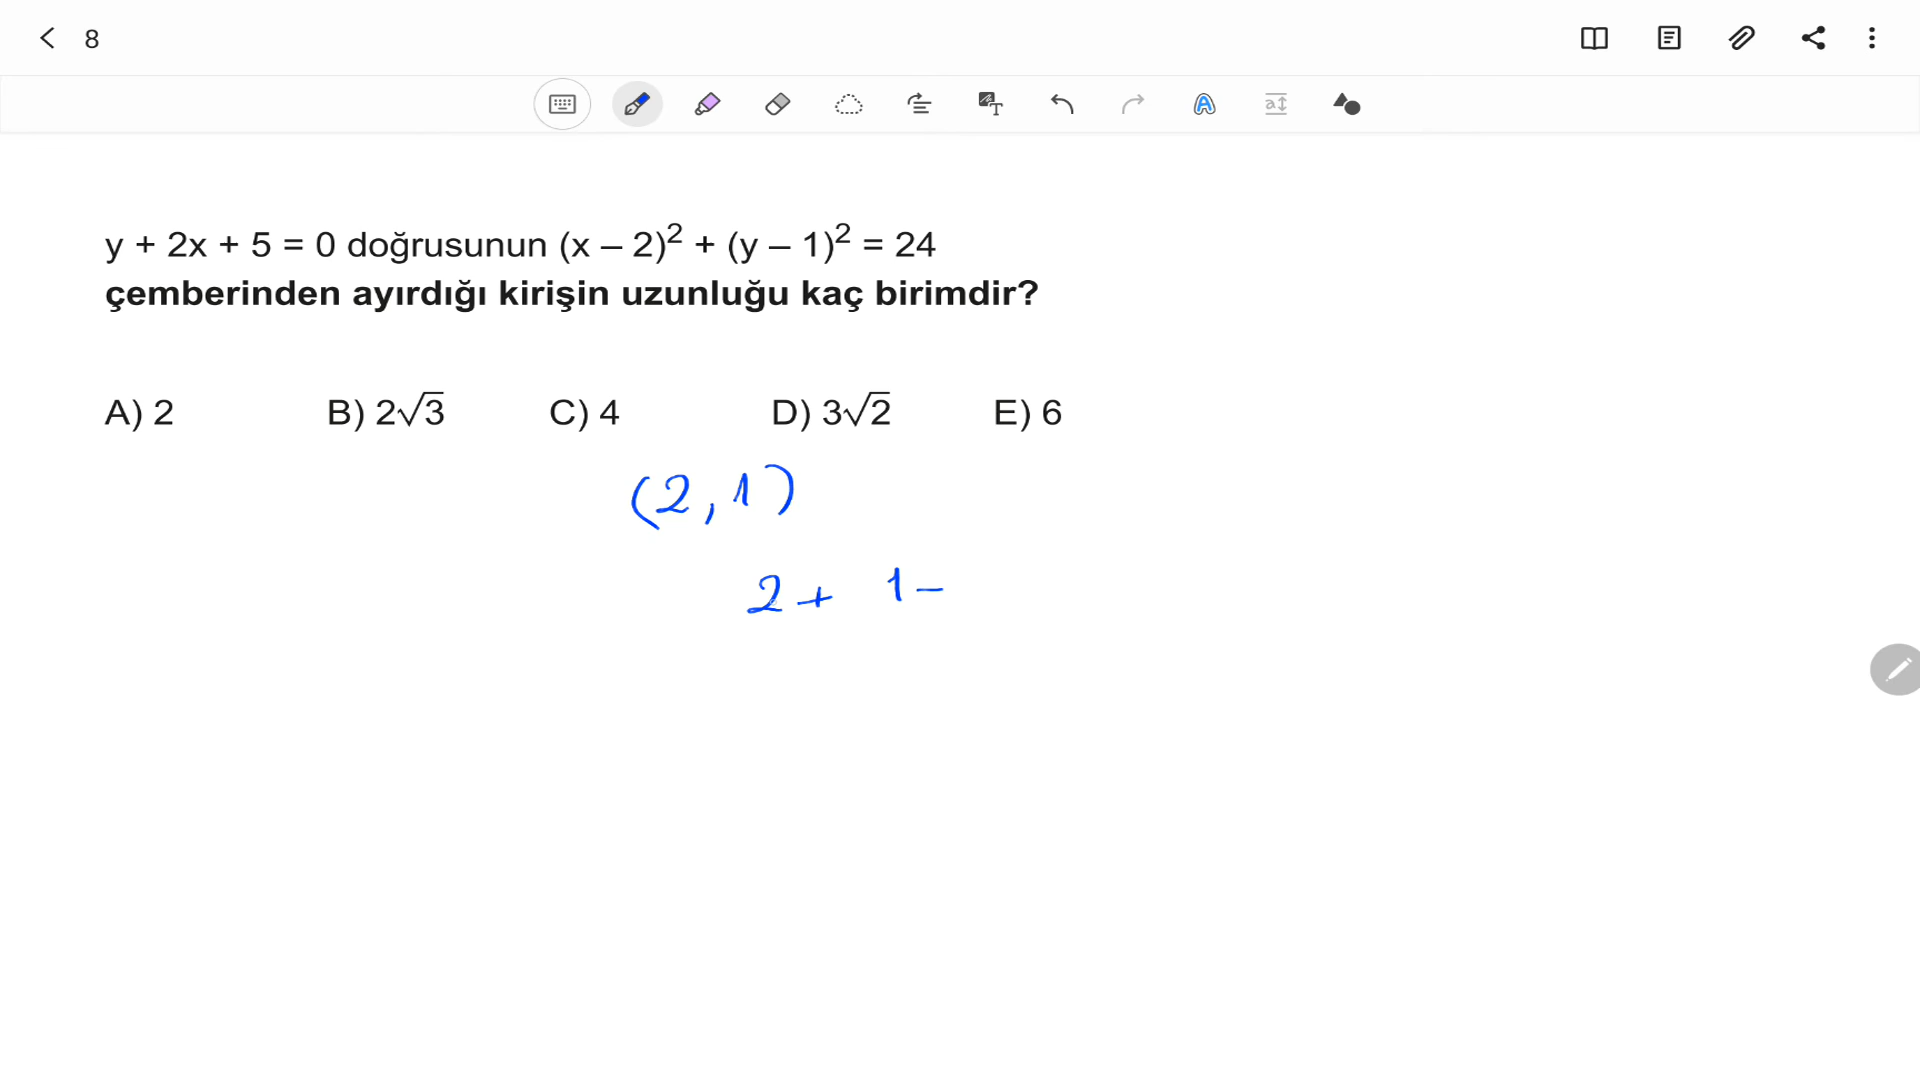 8
y + 2x + 5 = 0 doğrusunun (x – 2)² + (y – 1)² = 24
çemberinden ayırdığı kirişin uzunluğu kaç birimdir?
A) 2 B) 2√3 C) 4 D) 3√2 E) 6
(2, 1)
2 + 1 –